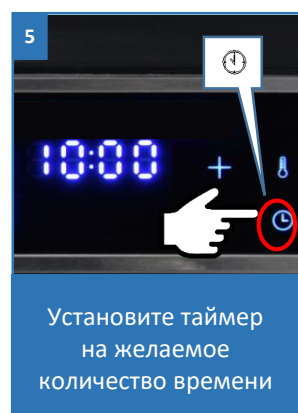 5
10:00
+
Установите таймер
на желаемое
количество времени